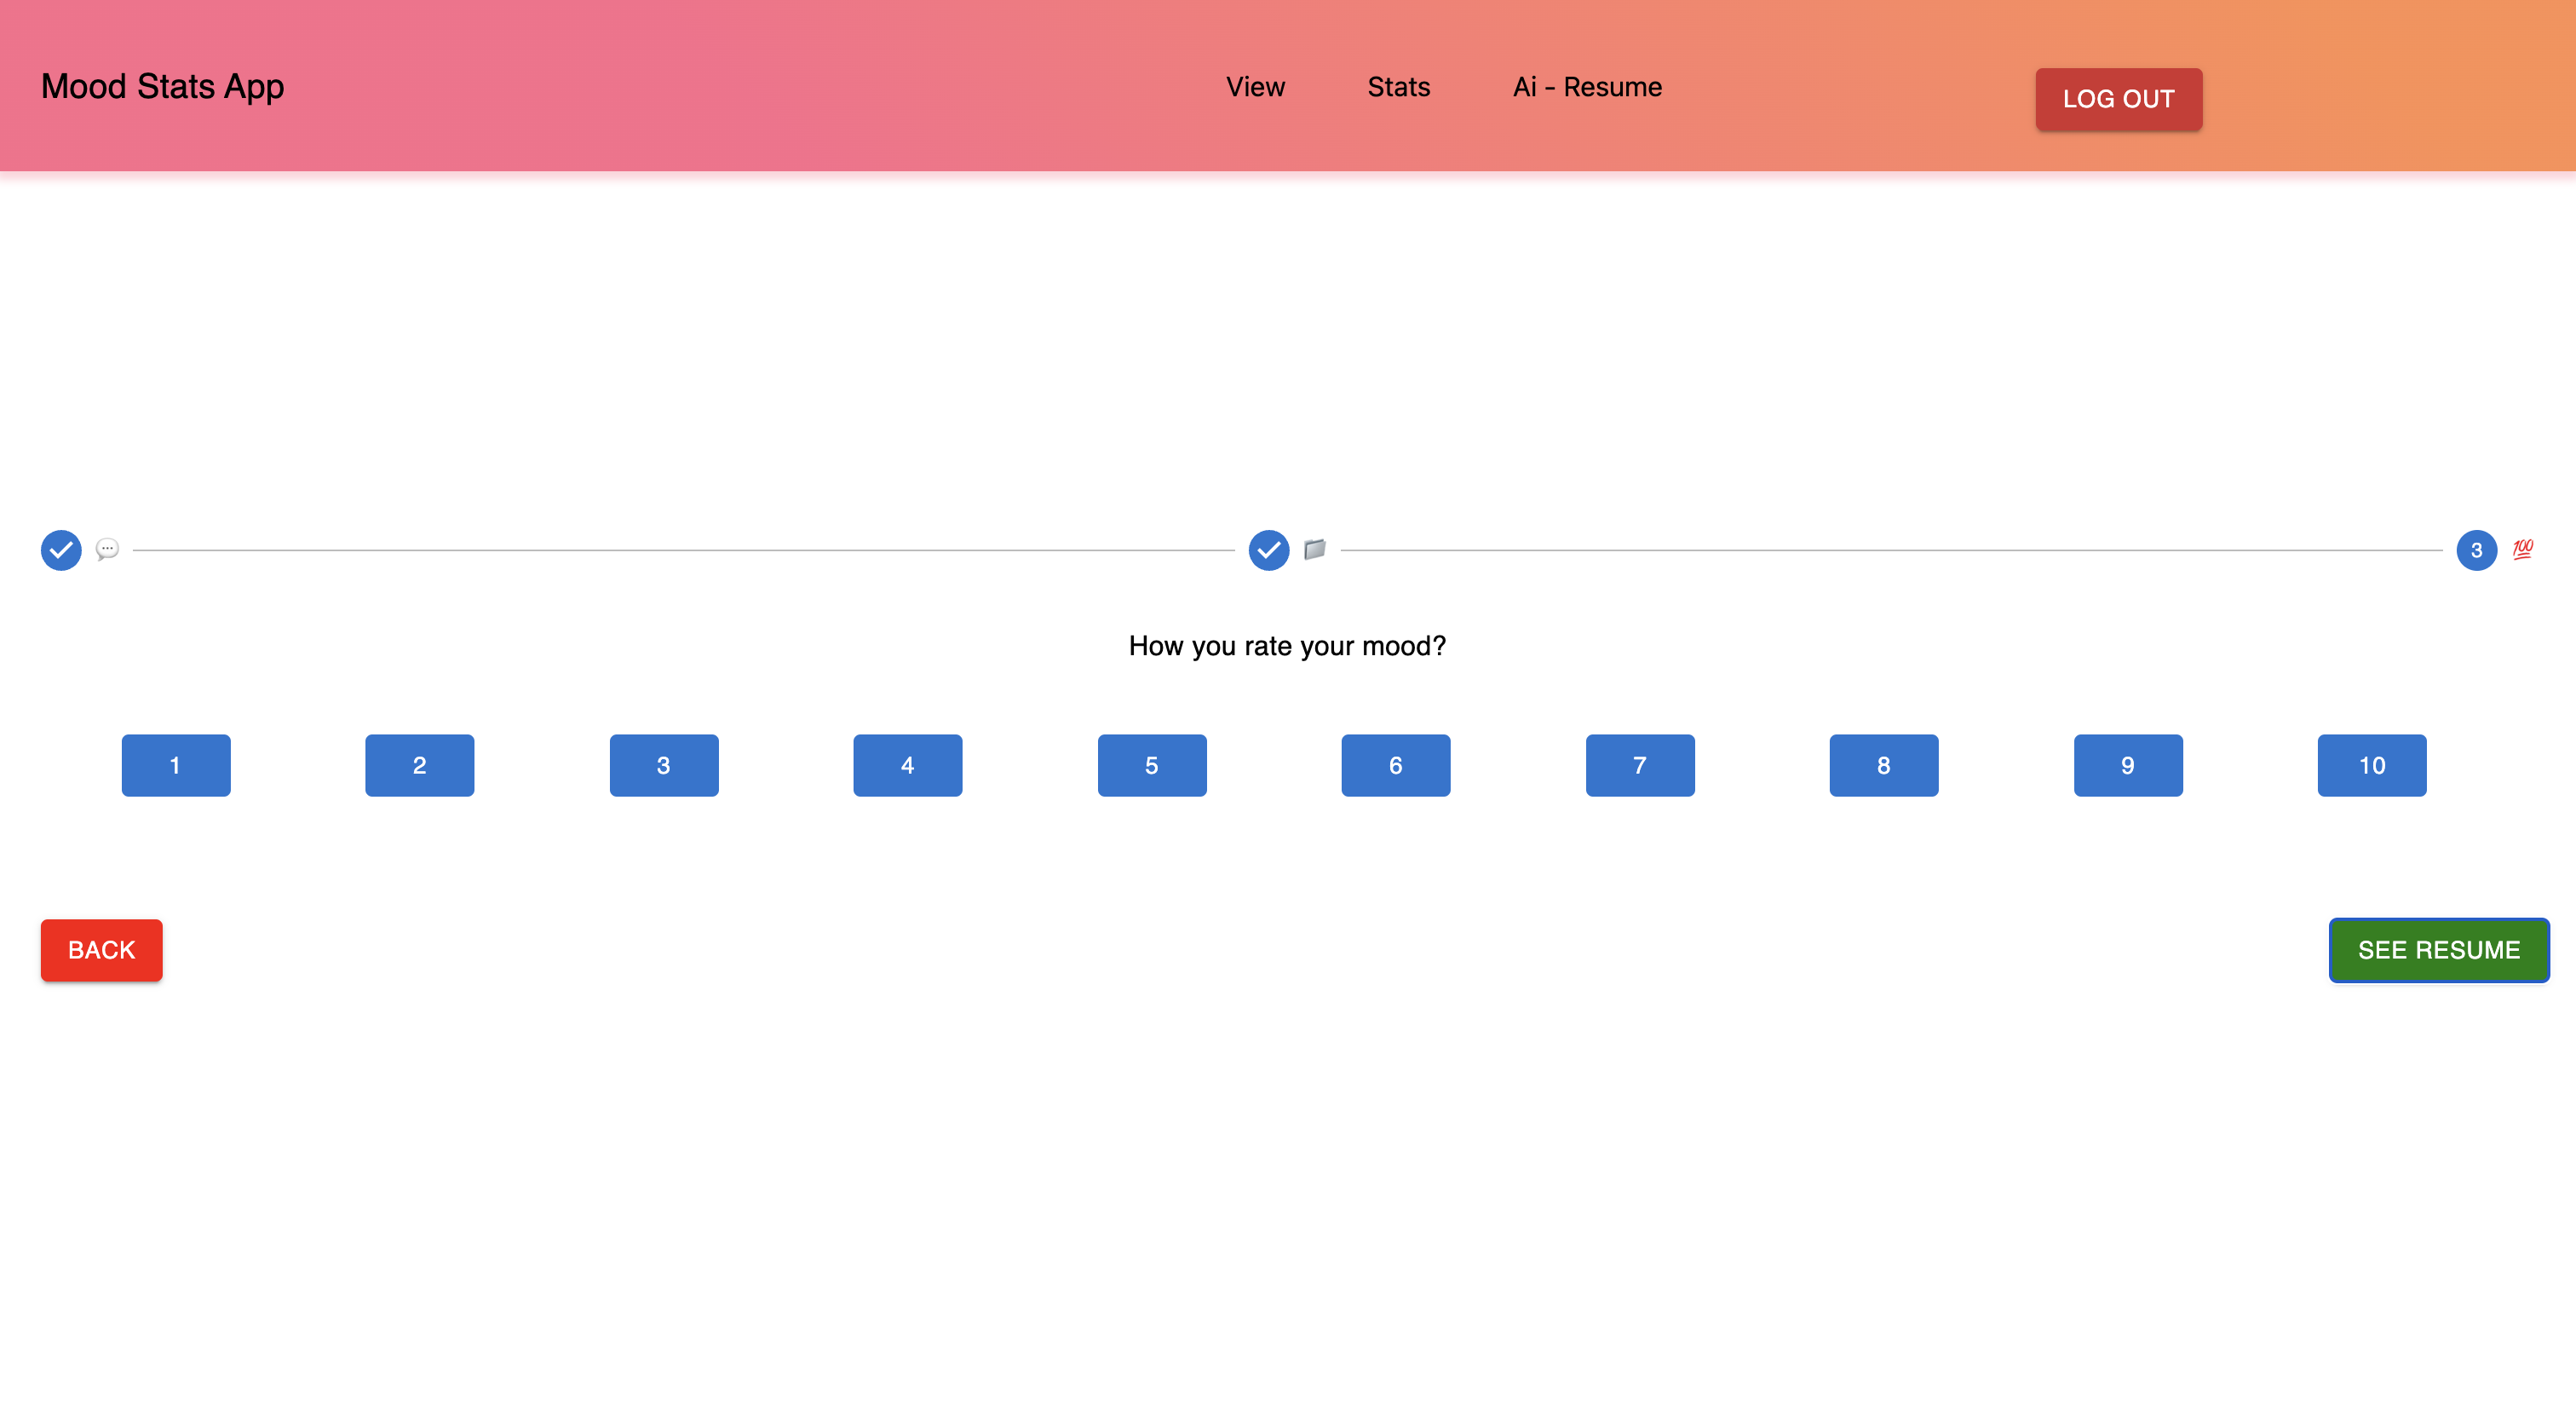 Mood Stats App
View
Stats
Ai - Resume
LOG OUT
3
💯
How you rate your mood?
1
2
3
4
5
6
7
8
9
10
BACK
SEE RESUME